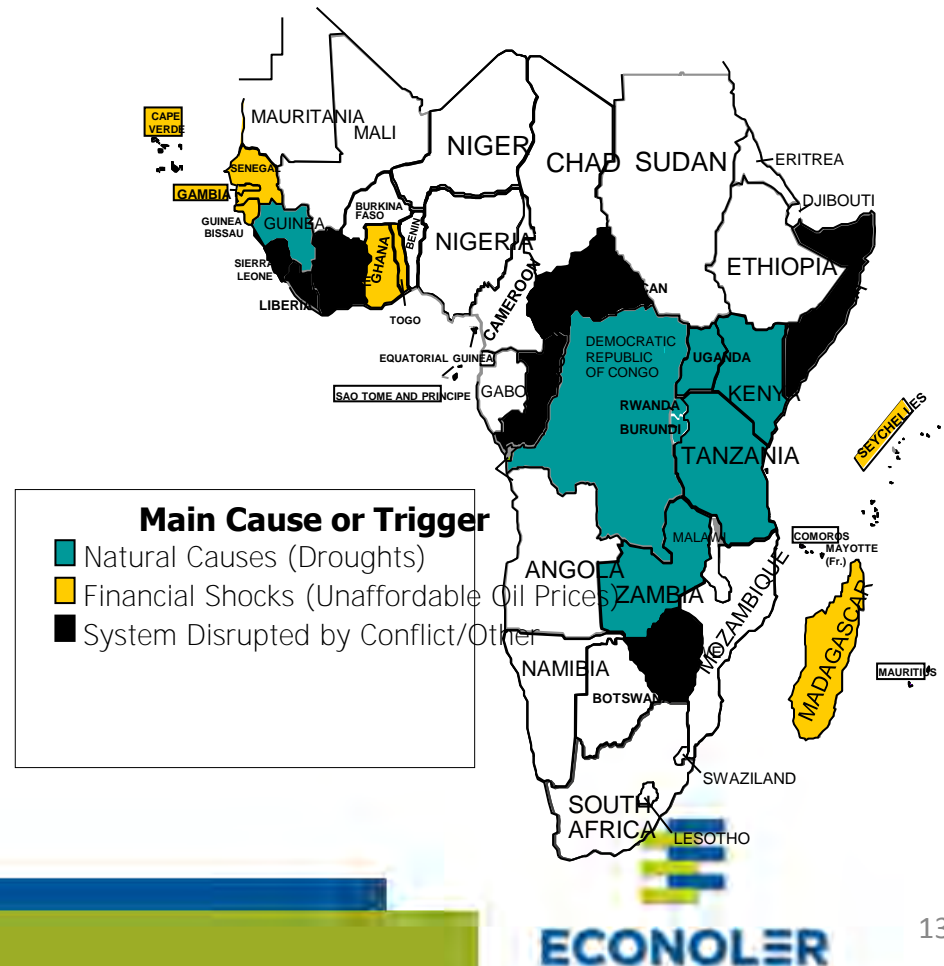 CAPE
VERDE
MAURITANIA
MALI
NIGER
CHAD
SUDAN
ERITREA
SENEGAL
DJIBOUTI
GAMBIA
BURKINA
FASO
GUINEA
BISSAU
GUINEA
BENIN
NIGERIA
GHANA
ETHIOPIA
SIERRA
LEONE
CAN
LIBERIA
TOGO
CAMEROON
DEMOCRATIC
REPUBLIC
OF CONGO
UGANDA
EQUATORIAL GUINEA
GABO
KENYA
SAO TOME AND PRINCIPE
RWANDA
BURUNDI
SEYCHELLES
TANZANIA
Main Cause or Trigger
Natural Causes (Droughts)
Financial Shocks (Unaffordable Oil Prices)
System Disrupted by Conflict/Other
MALAWI
COMOROS
MAYOTTE
(Fr.)
ANGOLA
ZAMBIA
MOZAMBIQUE
MADAGASCAR
NAMIBIA
MAURITIUS
BOTSWAN
SWAZILAND
SOUTH
AFRICA
LESOTHO
ECONOLER
13